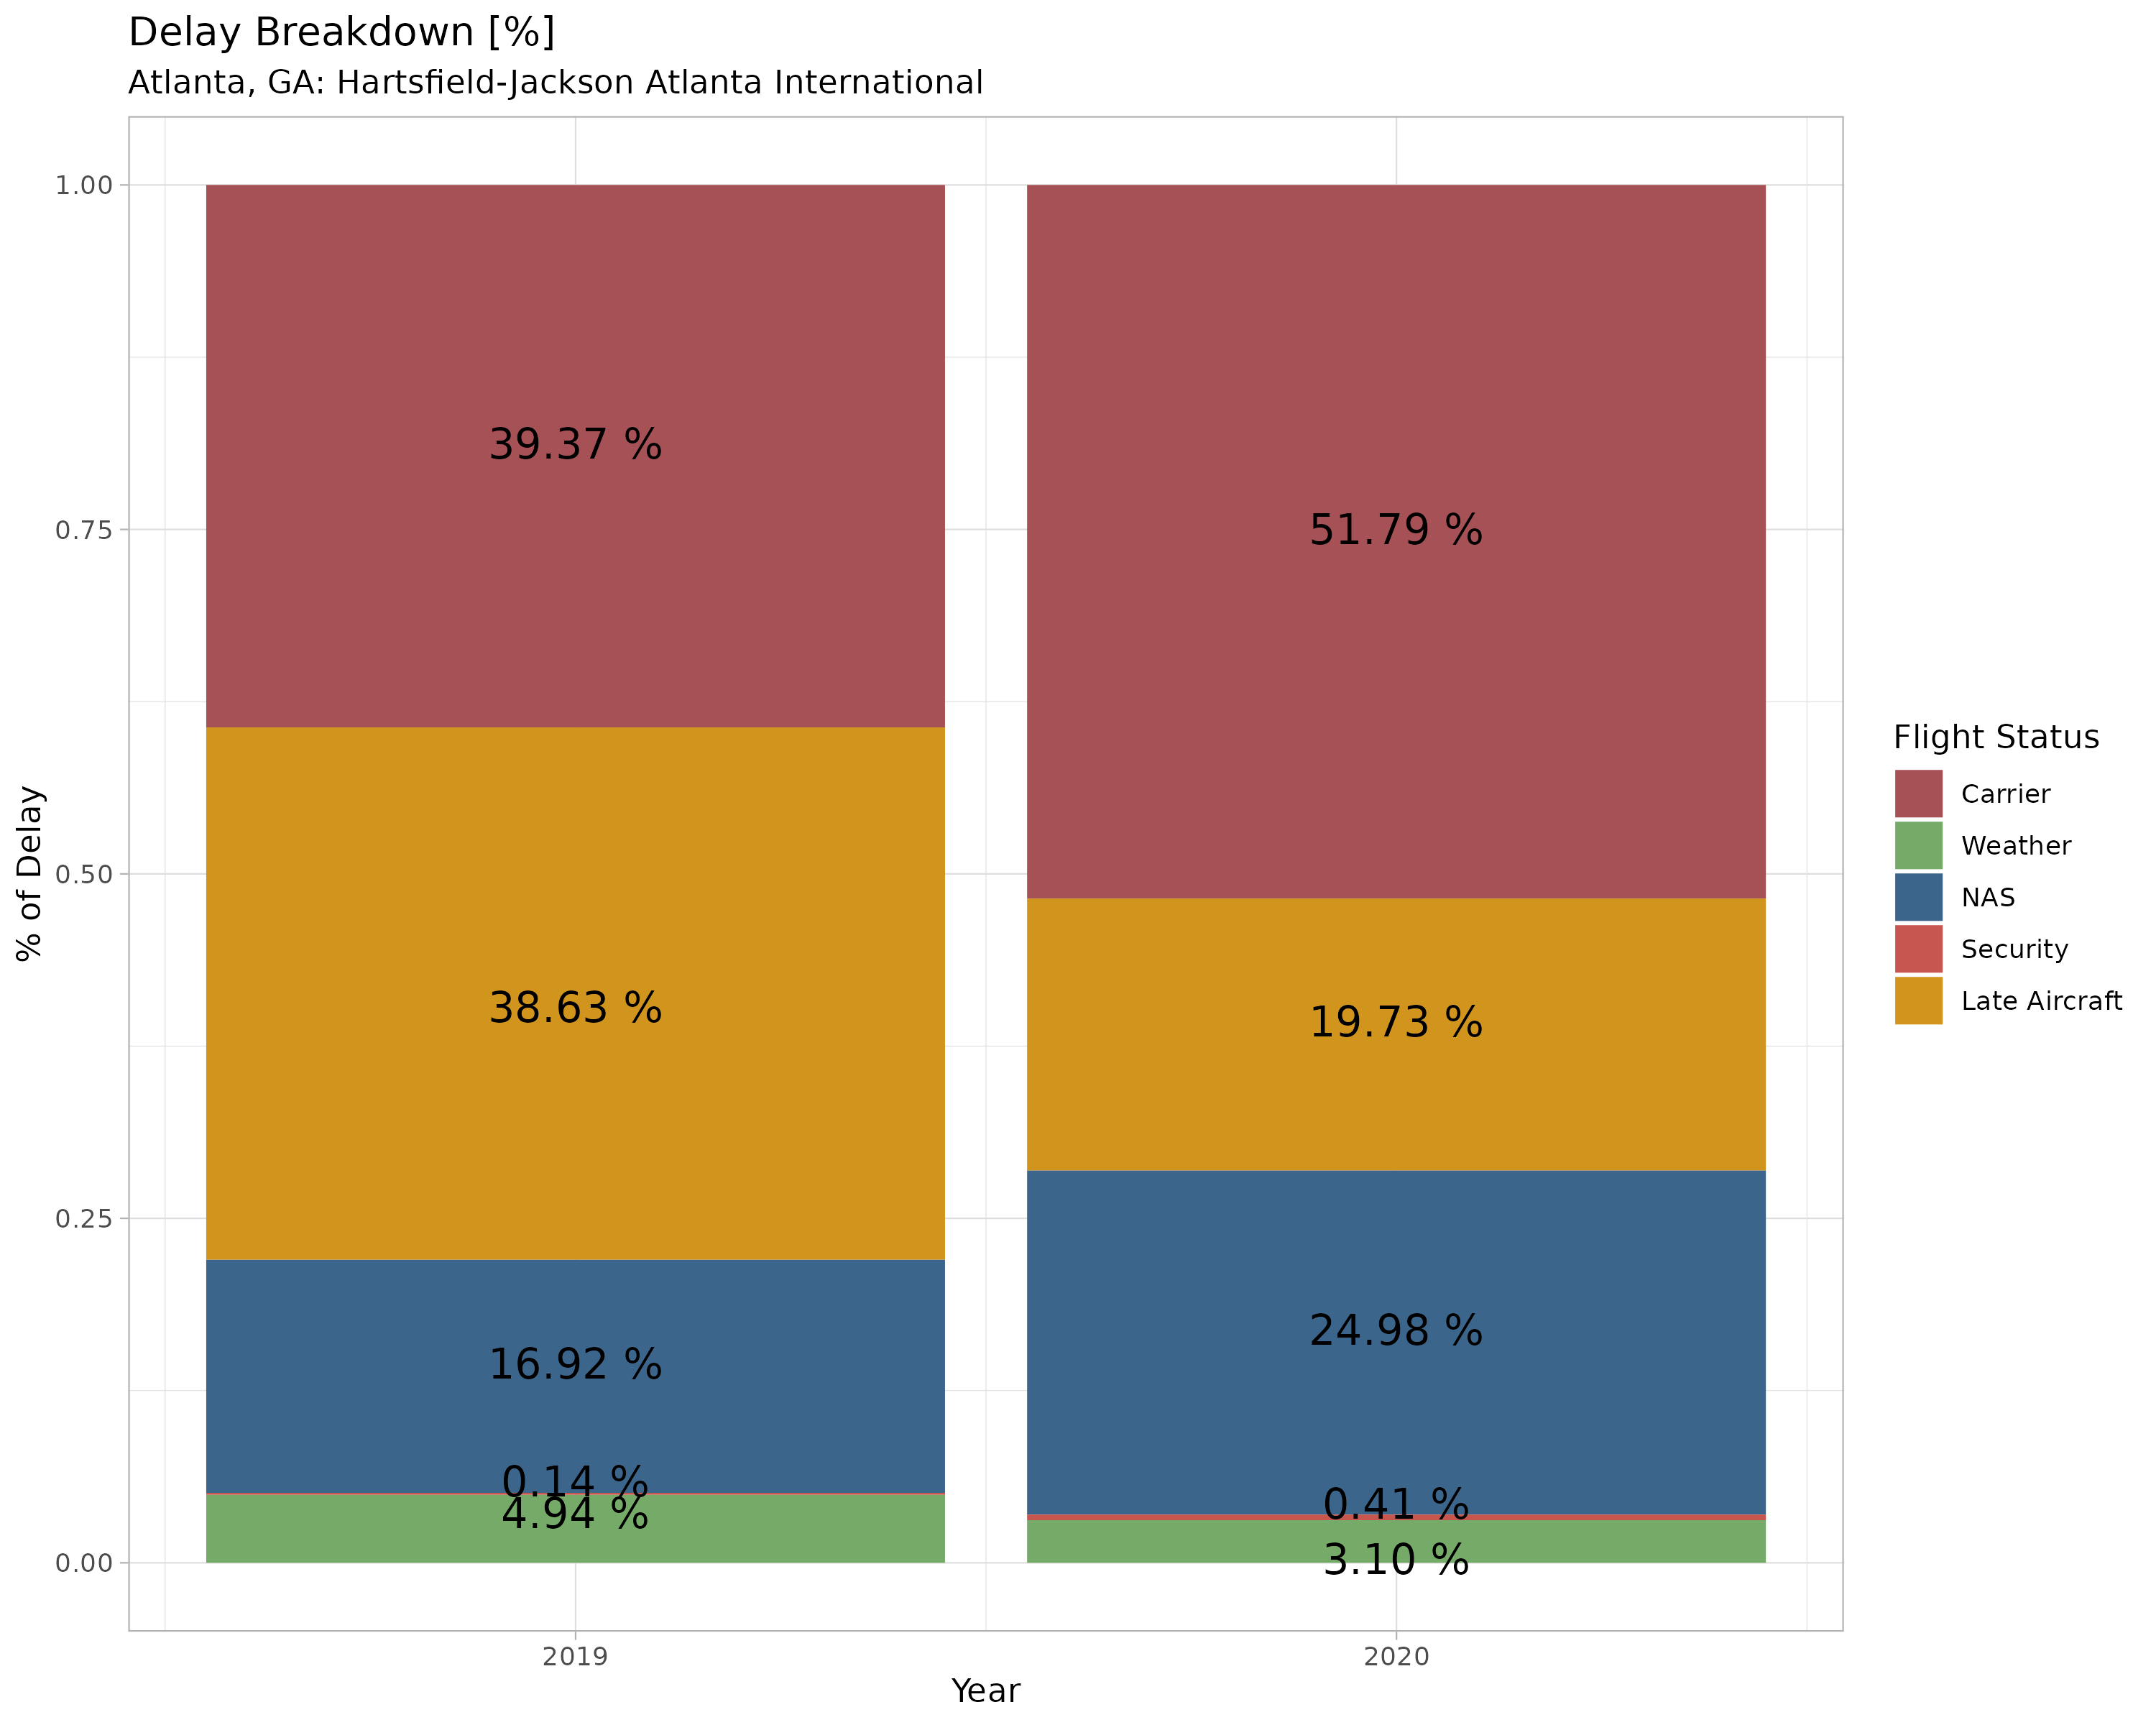 Delay Breakdown [%]
Atlanta, GA: Hartsfield-Jackson Atlanta International
% of Delay
1.00
0.75
0.50
0.25
0.00
39.37 %
38.63 %
16.92 %
0.14 %
4.94 %
51.79 %
19.73 %
24.98 %
0.41 %
3.10 %
2019
2020
Year
Flight Status
Carrier
Weather
NAS
Security
Late Aircraft